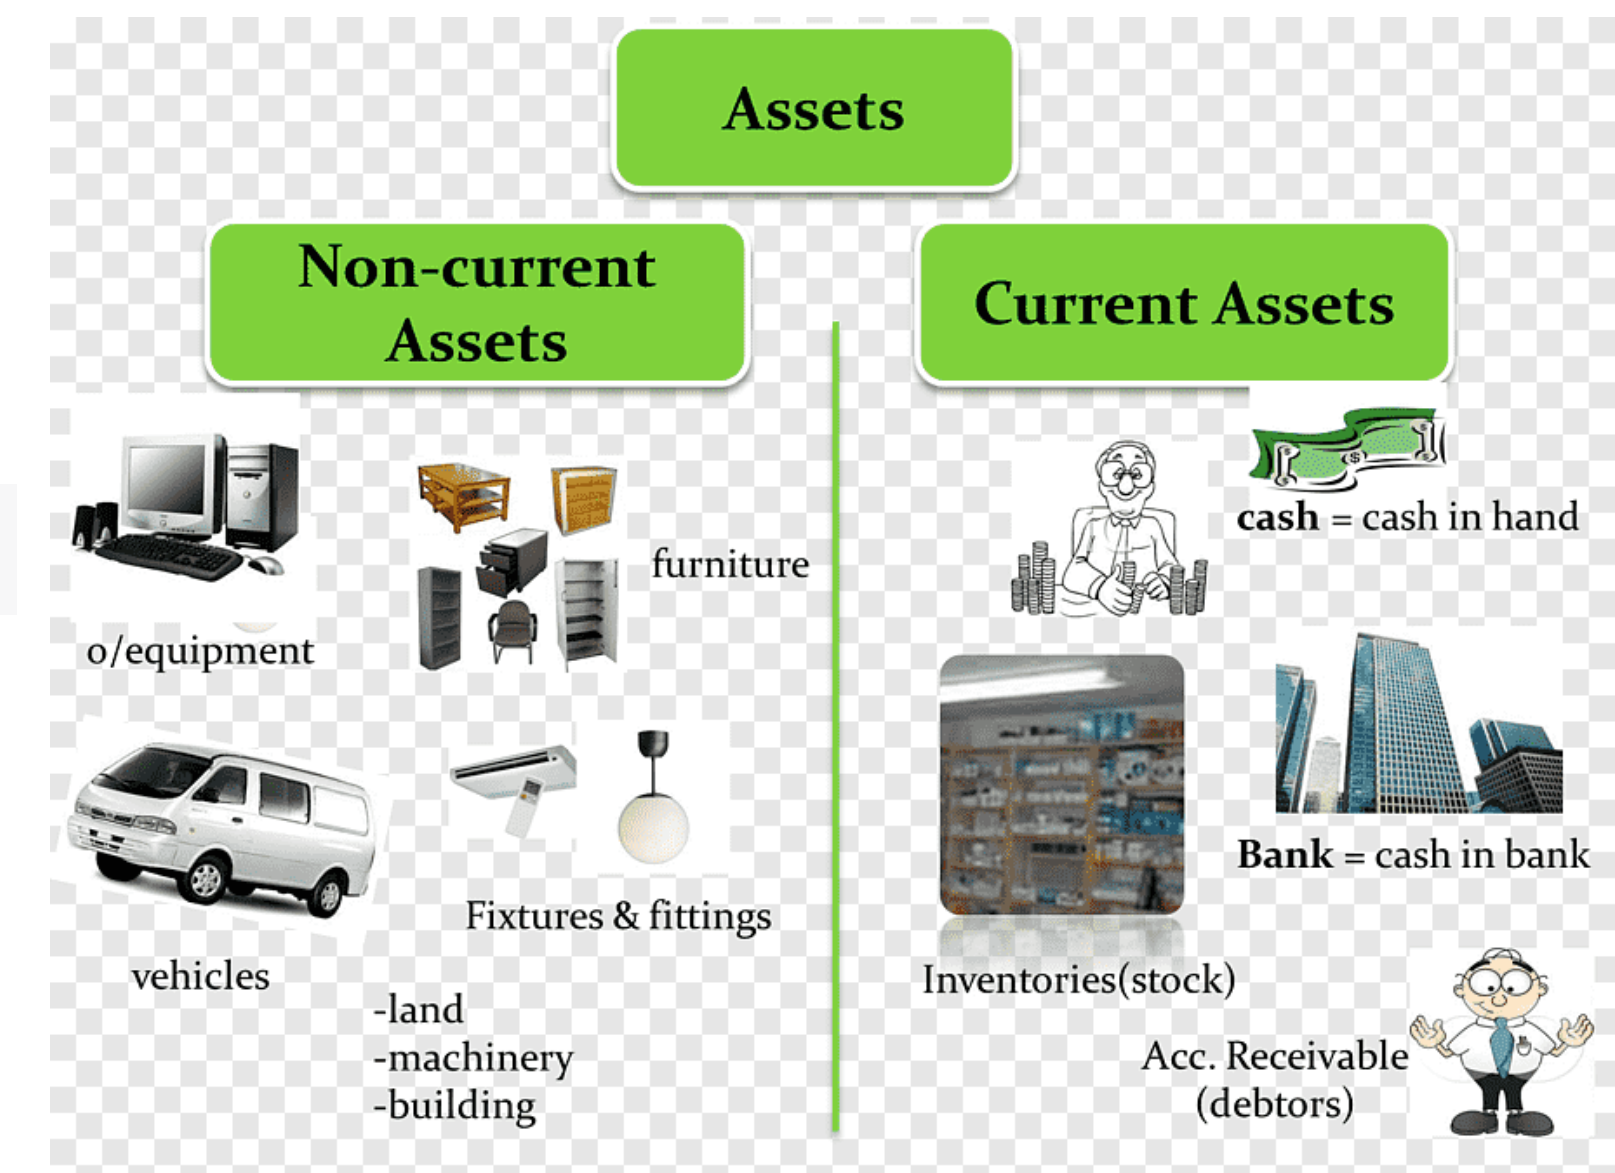 Assets
Non-current
Assets
Current Assets
o/equipment
furniture
vehicles
Fixtures & fittings
-land
-machinery
-building
cash = cash in hand
Bank = cash in bank
Inventories(stock)
Acc. Receivable
(debtors)